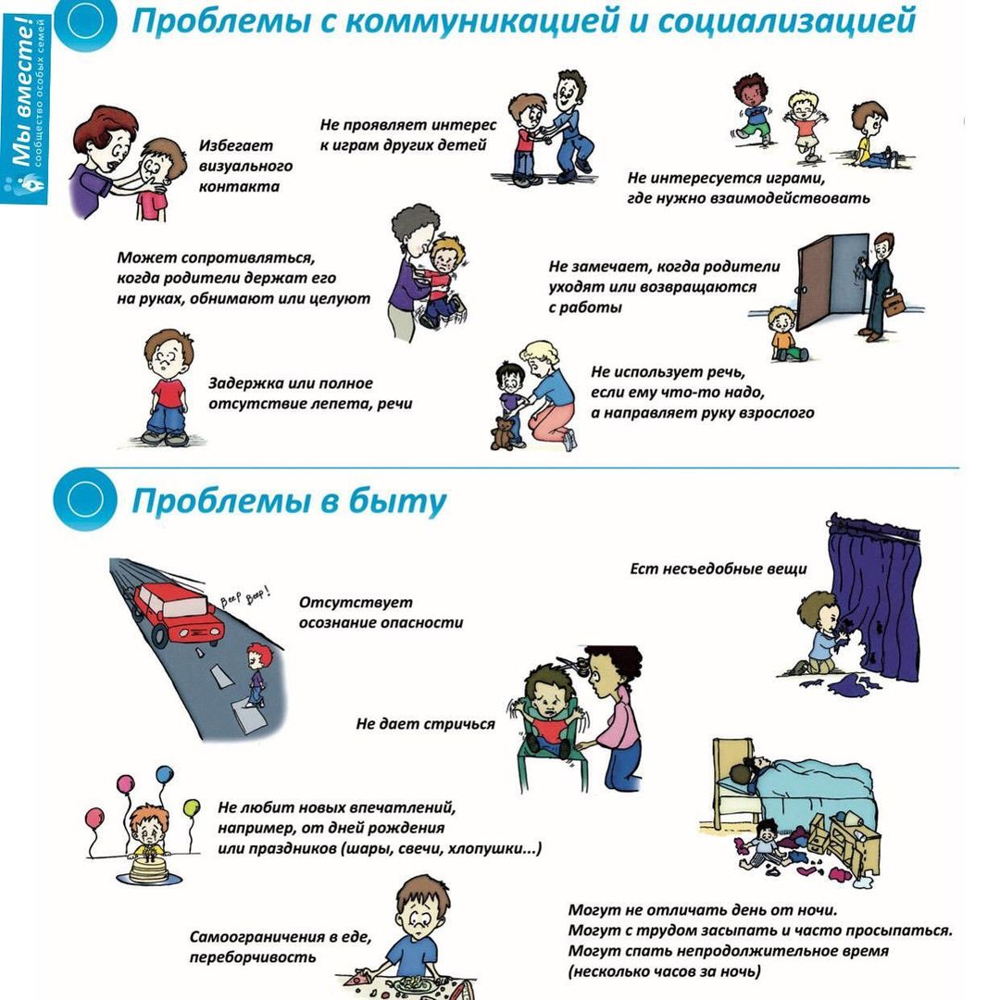 Мы вместе!
сообщество особых семей
Проблемы с коммуникацией и социализацией
Избегает
визуального
контакта
Не проявляет интерес
к играм других детей
Не интересуется играми,
где нужно взаимодействовать
Может сопротивляться,
когда родители держат его
на руках, обнимают или целуют
Не замечает, когда родители
уходят или возвращаются
с работы
Задержка или полное
отсутствие лепета, речи
Не использует речь,
если ему что-то надо,
а направляет руку взрослого
Проблемы в быту
Beep Beep!
Отсутствует
осознание опасности
Ест несъедобные вещи
Не дает стричься
Не любит новых впечатлений,
например, от дней рождения
или праздников (шары, свечи, хлопушки...)
Самоограничения в еде,
переборчивость
Могут не отличать день от ночи.
Могут с трудом засыпать и часто просыпаться.
Могут спать непродолжительное время
(несколько часов за ночь)